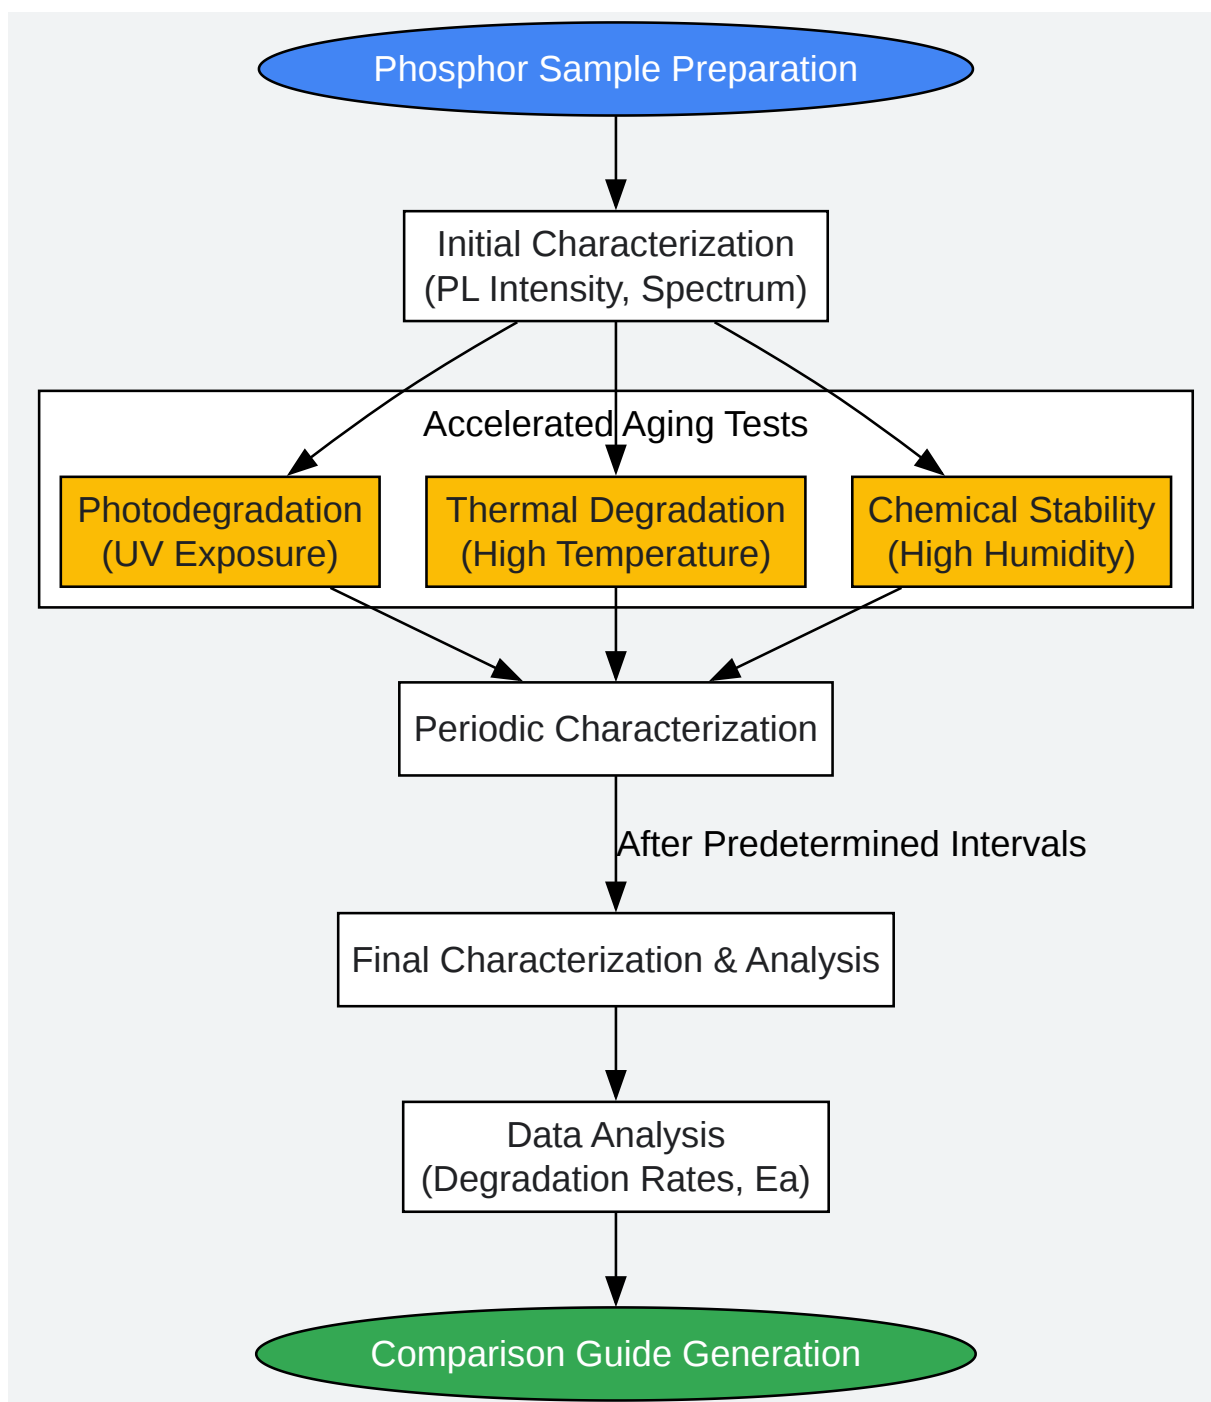 Phosphor Sample Preparation
Initial Characterization
(PL Intensity, Spectrum)
Accelerated Aging Tests
Photodegradation
(UV Exposure)
Thermal Degradation
(High Temperature)
Chemical Stability
(High Humidity)
Periodic Characterization
After Predetermined Intervals
Final Characterization & Analysis
Data Analysis
(Degradation Rates, Ea)
Comparison Guide Generation